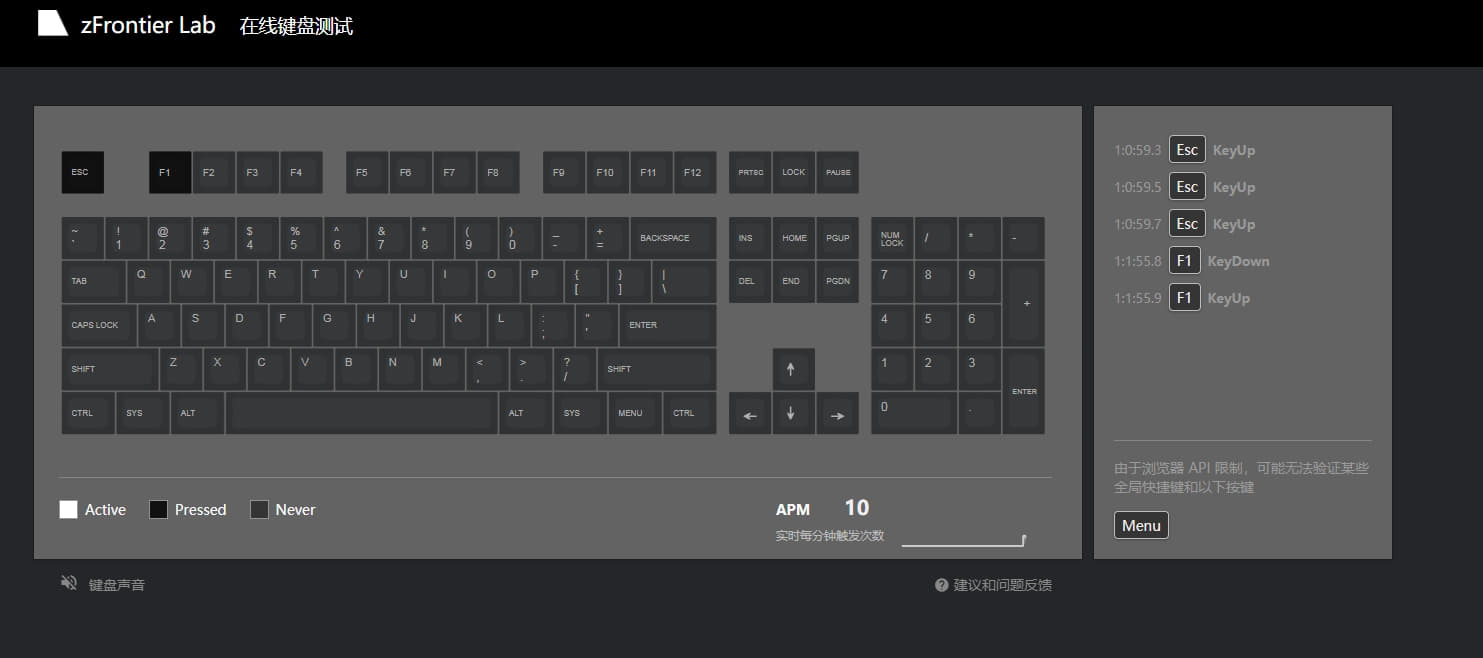 zFrontier Lab 在线键盘测试
ESC F1 F2 F3 F4 F5 F6 F7 F8 F9 F10 F11 F12 PRTSC LOCK PAUSE
~ ! @ # $ % ^ & * ( ) _ +
` 1 2 3 4 5 6 7 8 9 0 - = BACKSPACE INS HOME PGUP NUM LOCK / * -
TAB Q W E R T Y U I O P { } | DEL END PGDN 7 8 9 +
[ ] \
CAPS LOCK A S D F G H J K L : " ENTER 4 5 6
; '
SHIFT Z X C V B N M < > ? SHIFT ↑ 1 2 3 ENTER
, . /
CTRL SYS ALT ALT SYS MENU CTRL ← ↓ → 0 .
Active Pressed Never
APM 10
实时每分钟触发次数
键盘声音
建议和问题反馈
1:0:59.3 Esc KeyUp
1:0:59.5 Esc KeyUp
1:0:59.7 Esc KeyUp
1:1:55.8 F1 KeyDown
1:1:55.9 F1 KeyUp
由于浏览器 API 限制，可能无法验证某些
全局快捷键和以下按键
Menu